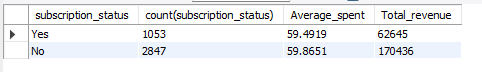 subscription_status count(subscription_status) Average_spent Total_revenue
Yes 1053 59.4919 62645
No 2847 59.8651 170436